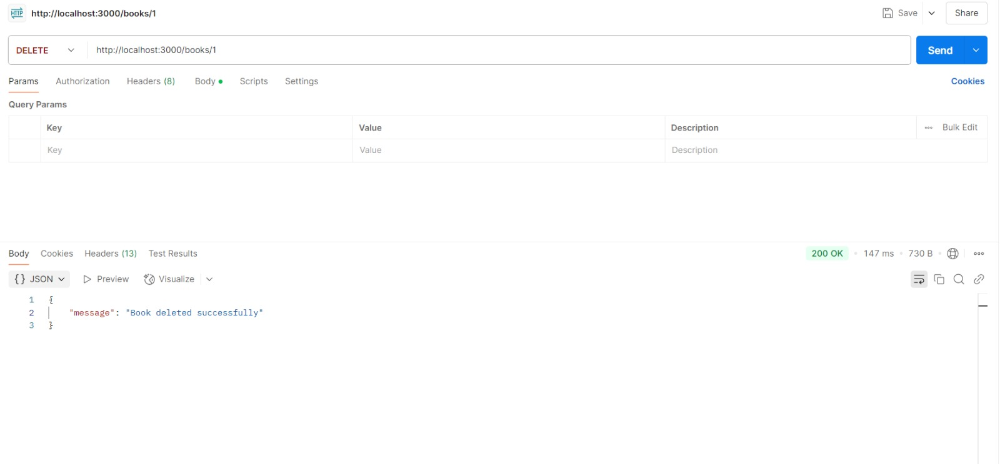 HTTP http://localhost:3000/books/1 Save Share
DELETE http://localhost:3000/books/1 Send
Params Authorization Headers (8) Body Scripts Settings Cookies
Query Params
Key Value Description Bulk Edit
Key Value Description
Body Cookies Headers (13) Test Results 200 OK 147 ms 730 B
{} JSON Preview Visualize
1 {
2 "message": "Book deleted successfully"
3 }